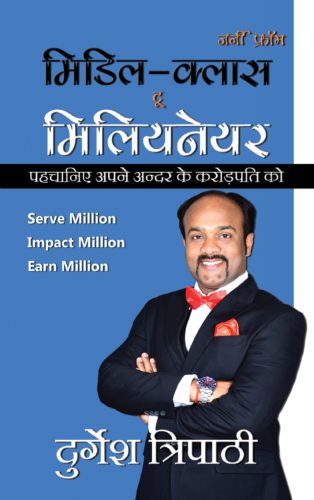 जर्नी फ्रॉम
मिडिल-क्लास
टू
मिलियनेयर
पहचानिए अपने अन्दर के करोड़पति को
Serve Million
Impact Million
Earn Million
दुर्गेश त्रिपाठी